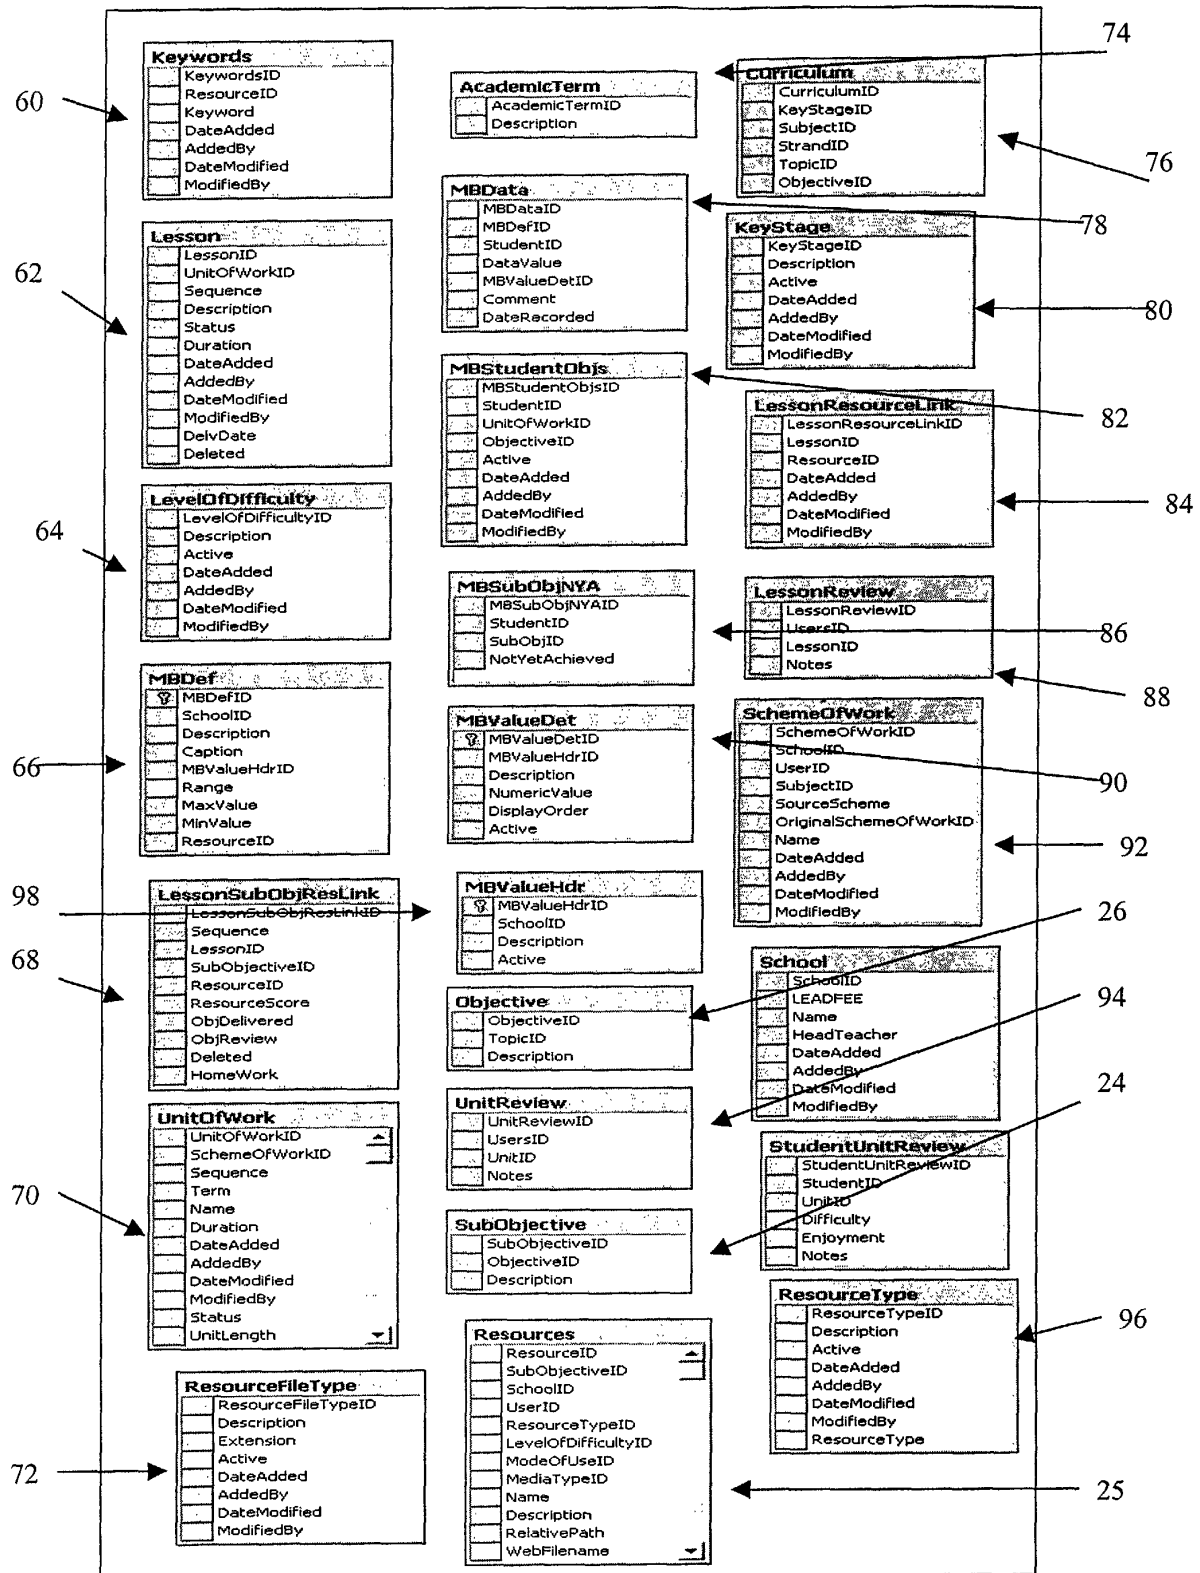 60
62
64
66
98
68
70
72
Keywords
KeywordsID
ResourceID
Keyword
DateAdded
AddedBy
DateModified
ModifiedBy
Lesson
LessonID
UnitOfWorkID
Sequence
Description
Status
Duration
DateAdded
AddedBy
DateModified
ModifiedBy
DelvDate
Deleted
LevelOfDifficulty
LevelOfDifficultyID
Description
Active
DateAdded
AddedBy
DateModified
ModifiedBy
MBDef
MBDefID
SchoolID
Description
Caption
MBValueHdrID
Range
MaxValue
MinValue
ResourceID
LessonSubObjResLink
LessonSubObjResLinkID
Sequence
LessonID
SubObjectiveID
ResourceID
ResourceScore
ObjDelivered
ObjReview
Deleted
HomeWork
UnitOfWork
UnitOfWorkID
SchemeOfWorkID
Sequence
Term
Name
Duration
DateAdded
AddedBy
DateModified
ModifiedBy
Status
UnitLength
ResourceFileType
ResourceFileTypeID
Description
Extension
Active
DateAdded
AddedBy
DateModified
ModifiedBy
AcademicTerm
AcademicTermID
Description
MBData
MBDataID
MBDefID
StudentID
DataValue
MBValueDetID
Comment
DateRecorded
MBStudentObjs
MBStudentObjsID
StudentID
UnitOfWorkID
ObjectiveID
Active
DateAdded
AddedBy
DateModified
ModifiedBy
MBSubObjNYA
MBSubObjNYAID
StudentID
SubObjID
NotYetAchieved
MBValueDet
MBValueDetID
MBValueHdrID
Description
NumericValue
DisplayOrder
Active
MBValueHdr
MBValueHdrID
SchoolID
Description
Active
Objective
ObjectiveID
TopicID
Description
UnitReview
UnitReviewID
UsersID
UnitID
Notes
SubObjective
SubObjectiveID
ObjectiveID
Description
Resources
ResourceID
SubObjectiveID
SchoolID
UserID
ResourceTypeID
LevelOfDifficultyID
ModeOfUseID
MediaTypeID
Name
Description
RelativePath
WebFilename
Curriculum
CurriculumID
KeyStageID
SubjectID
StrandID
TopicID
ObjectiveID
KeyStage
KeyStageID
Description
Active
DateAdded
AddedBy
DateModified
ModifiedBy
LessonResourceLink
LessonResourceLinkID
LessonID
ResourceID
DateAdded
AddedBy
DateModified
ModifiedBy
LessonReview
LessonReviewID
UsersID
LessonID
Notes
SchemeOfWork
SchemeOfWorkID
SchoolID
UserID
SubjectID
SourceScheme
OriginalSchemeOfWorkID
Name
DateAdded
AddedBy
DateModified
ModifiedBy
School
SchoolID
LEADFEE
Name
HeadTeacher
DateAdded
AddedBy
DateModified
ModifiedBy
StudentUnitReview
StudentUnitReviewID
StudentID
UnitID
Difficulty
Enjoyment
Notes
ResourceType
ResourceTypeID
Description
Active
DateAdded
AddedBy
DateModified
ModifiedBy
ResourceType
74
76
78
80
82
84
86
88
90
92
26
94
24
96
25